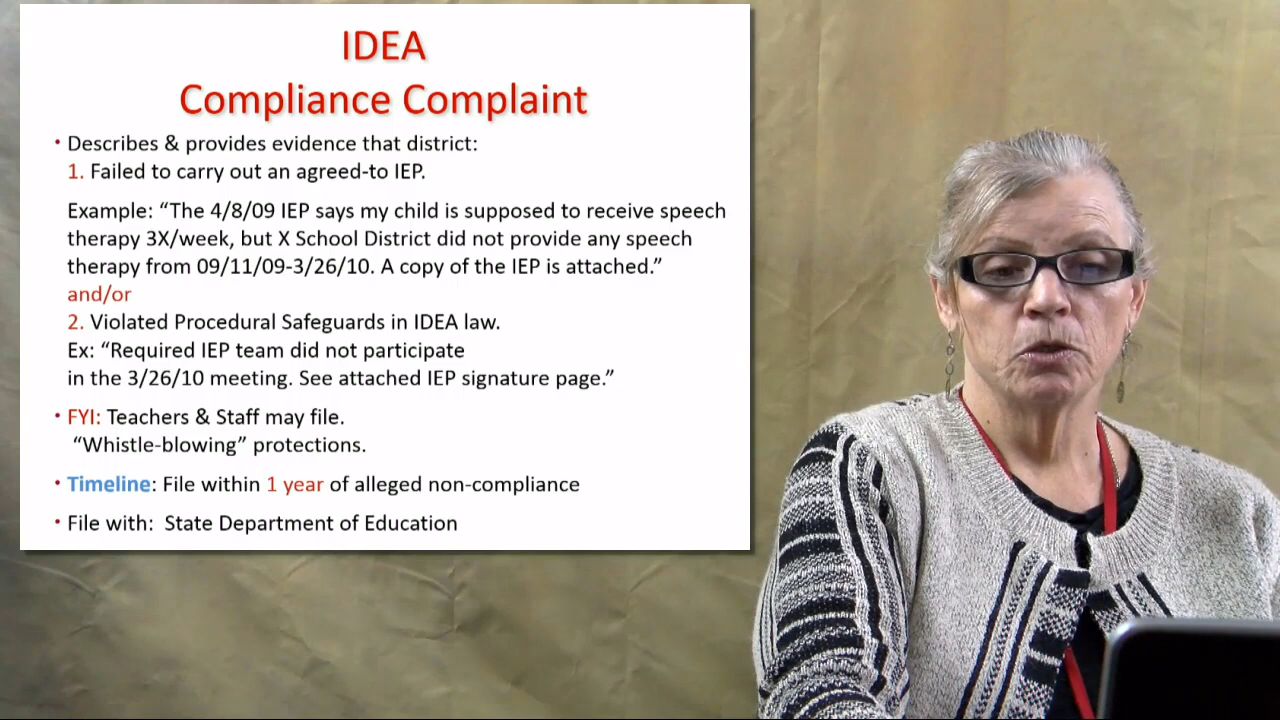 IDEA
Compliance Complaint
• Describes & provides evidence that district:
1. Failed to carry out an agreed-to IEP.
Example: “The 4/8/09 IEP says my child is supposed to receive speech
therapy 3X/week, but X School District did not provide any speech
therapy from 09/11/09-3/26/10. A copy of the IEP is attached.”
and/or
2. Violated Procedural Safeguards in IDEA law.
Ex: “Required IEP team did not participate
in the 3/26/10 meeting. See attached IEP signature page.”
• FYI: Teachers & Staff may file.
“Whistle-blowing” protections.
• Timeline: File within 1 year of alleged non-compliance
• File with: State Department of Education